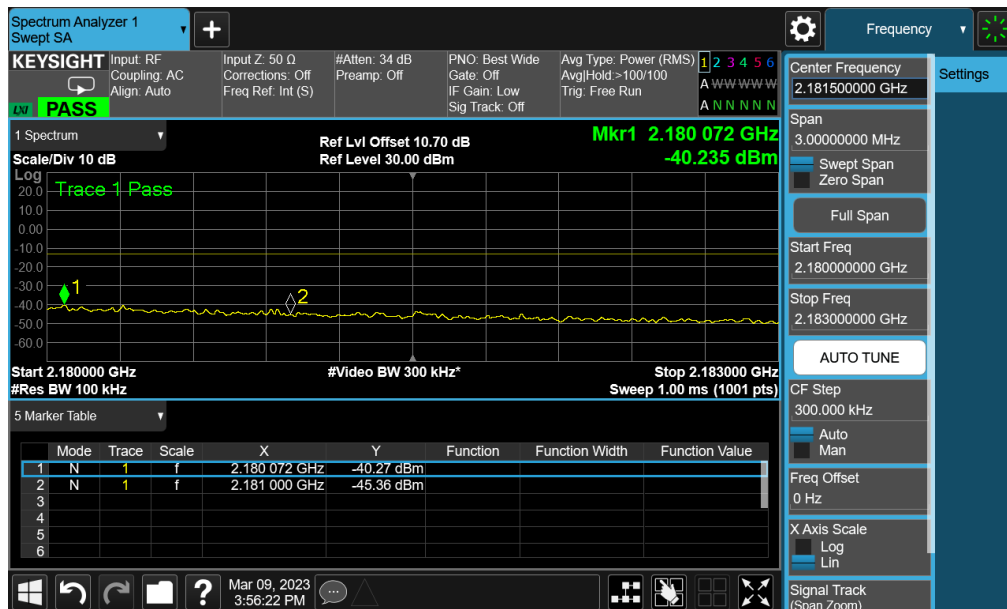 Spectrum Analyzer 1
Swept SA
+
Frequency
KEYSIGHT
LXI
PASS
Input: RF
Coupling: AC
Align: Auto
Input Z: 50 Ω
Corrections: Off
Freq Ref: Int (S)
#Atten: 34 dB
Preamp: Off
PNO: Best Wide
Gate: Off
IF Gain: Low
Sig Track: Off
Avg Type: Power (RMS)
Avg|Hold:>100/100
Trig: Free Run
1 2 3 4 5 6
A W W W W W
A N N N N N
1 Spectrum
Scale/Div 10 dB
Ref Lvl Offset 10.70 dB
Ref Level 30.00 dBm
Mkr1 2.180 072 GHz
-40.235 dBm
Log
Trace 1 Pass
20.0
10.0
0.00
-10.0
-20.0
-30.0
-40.0
-50.0
-60.0
1
2
Start 2.180000 GHz
#Video BW 300 kHz*
Stop 2.183000 GHz
#Res BW 100 kHz
Sweep 1.00 ms (1001 pts)
5 Marker Table
Mode Trace Scale X Y Function Function Width Function Value
1 N 1 f 2.180 072 GHz -40.27 dBm
2 N 1 f 2.181 000 GHz -45.36 dBm
3
4
5
6
?
Mar 09, 2023
3:56:22 PM
Center Frequency
2.181500000 GHz
Settings
Span
3.00000000 MHz
Swept Span
Zero Span
Full Span
Start Freq
2.180000000 GHz
Stop Freq
2.183000000 GHz
AUTO TUNE
CF Step
300.000 kHz
Auto
Man
Freq Offset
0 Hz
X Axis Scale
Log
Lin
Signal Track
(Span Zoom)